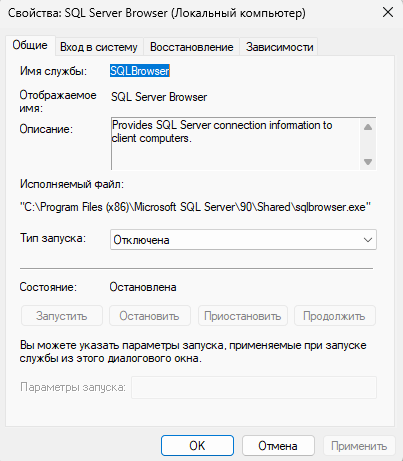 Свойства: SQL Server Browser (Локальный компьютер)
Общие Вход в систему Восстановление Зависимости
Имя службы: SQLBrowser
Отображаемое имя: SQL Server Browser
Описание: Provides SQL Server connection information to
client computers.
Исполняемый файл:
"C:\Program Files (x86)\Microsoft SQL Server\90\Shared\sqlbrowser.exe"
Тип запуска: Отключена
Состояние: Остановлена
Запустить Остановить Приостановить Продолжить
Вы можете указать параметры запуска, применяемые при запуске
службы из этого диалогового окна.
Параметры запуска:
OK Отмена Применить